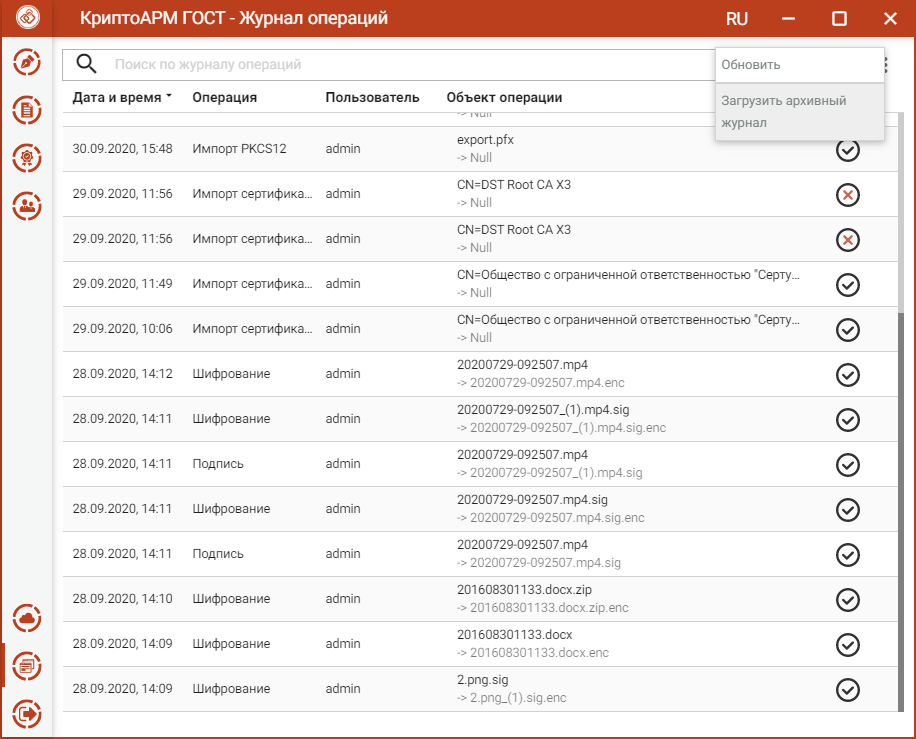 КриптоАРМ ГОСТ - Журнал операций
RU
Поиск по журналу операций
Обновить
Загрузить архивный
журнал
Дата и время Операция Пользователь Объект операции
-> Null
30.09.2020, 15:48 Импорт PKCS12 admin export.pfx
-> Null
29.09.2020, 11:56 Импорт сертифика... admin CN=DST Root CA X3
-> Null
29.09.2020, 11:56 Импорт сертифика... admin CN=DST Root CA X3
-> Null
29.09.2020, 11:49 Импорт сертифика... admin CN=Общество с ограниченной ответственностью "Серту...
-> Null
29.09.2020, 10:06 Импорт сертифика... admin CN=Общество с ограниченной ответственностью "Серту...
-> Null
28.09.2020, 14:12 Шифрование admin 20200729-092507.mp4
-> 20200729-092507.mp4.enc
28.09.2020, 14:11 Шифрование admin 20200729-092507_(1).mp4.sig
-> 20200729-092507_(1).mp4.sig.enc
28.09.2020, 14:11 Подпись admin 20200729-092507.mp4
-> 20200729-092507_(1).mp4.sig
28.09.2020, 14:11 Шифрование admin 20200729-092507.mp4.sig
-> 20200729-092507.mp4.sig.enc
28.09.2020, 14:11 Подпись admin 20200729-092507.mp4
-> 20200729-092507.mp4.sig
28.09.2020, 14:10 Шифрование admin 201608301133.docx.zip
-> 201608301133.docx.zip.enc
28.09.2020, 14:09 Шифрование admin 201608301133.docx
-> 201608301133.docx.enc
28.09.2020, 14:09 Шифрование admin 2.png.sig
-> 2.png_(1).sig.enc